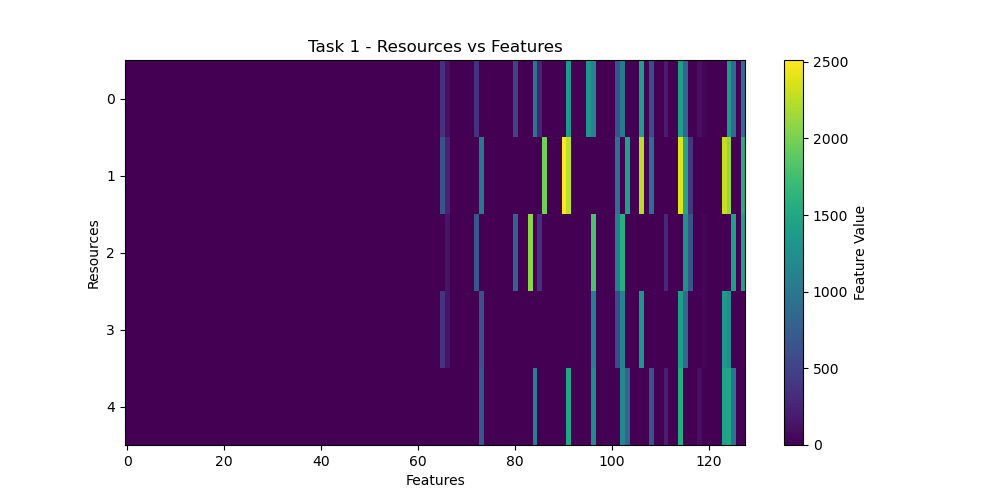 Task 1 - Resources vs Features
Resources
0
1
2
3
4
0 20 40 60 80 100 120
Features
2500
2000
1500
1000
500
0
Feature Value